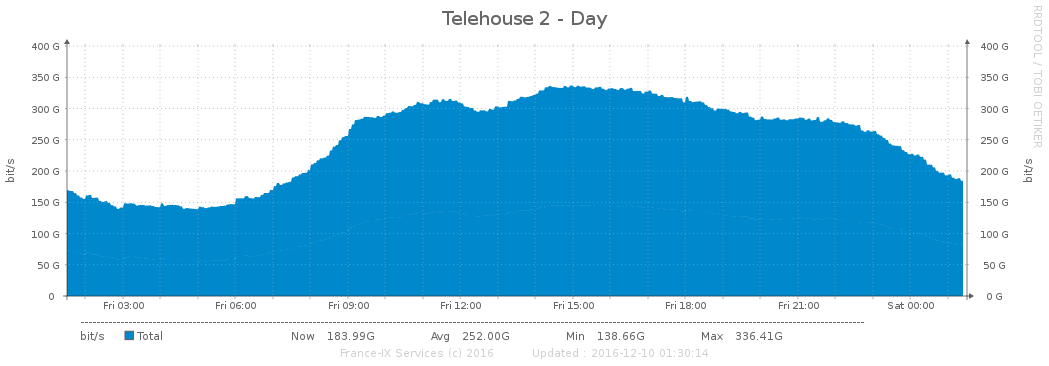 Telehouse 2 - Day
RRDTOOL / TOBI OETIKER
bit/s
400 G 400 G
350 G 350 G
300 G 300 G
250 G 250 G
200 G 200 G
150 G 150 G
100 G 100 G
50 G 50 G
0 0 G
bit/s
Fri 03:00 Fri 06:00 Fri 09:00 Fri 12:00 Fri 15:00 Fri 18:00 Fri 21:00 Sat 00:00
bit/s Total Now 183.99G Avg 252.00G Min 138.66G Max 336.41G
France-IX Services (c) 2016 Updated : 2016-12-10 01:30:14